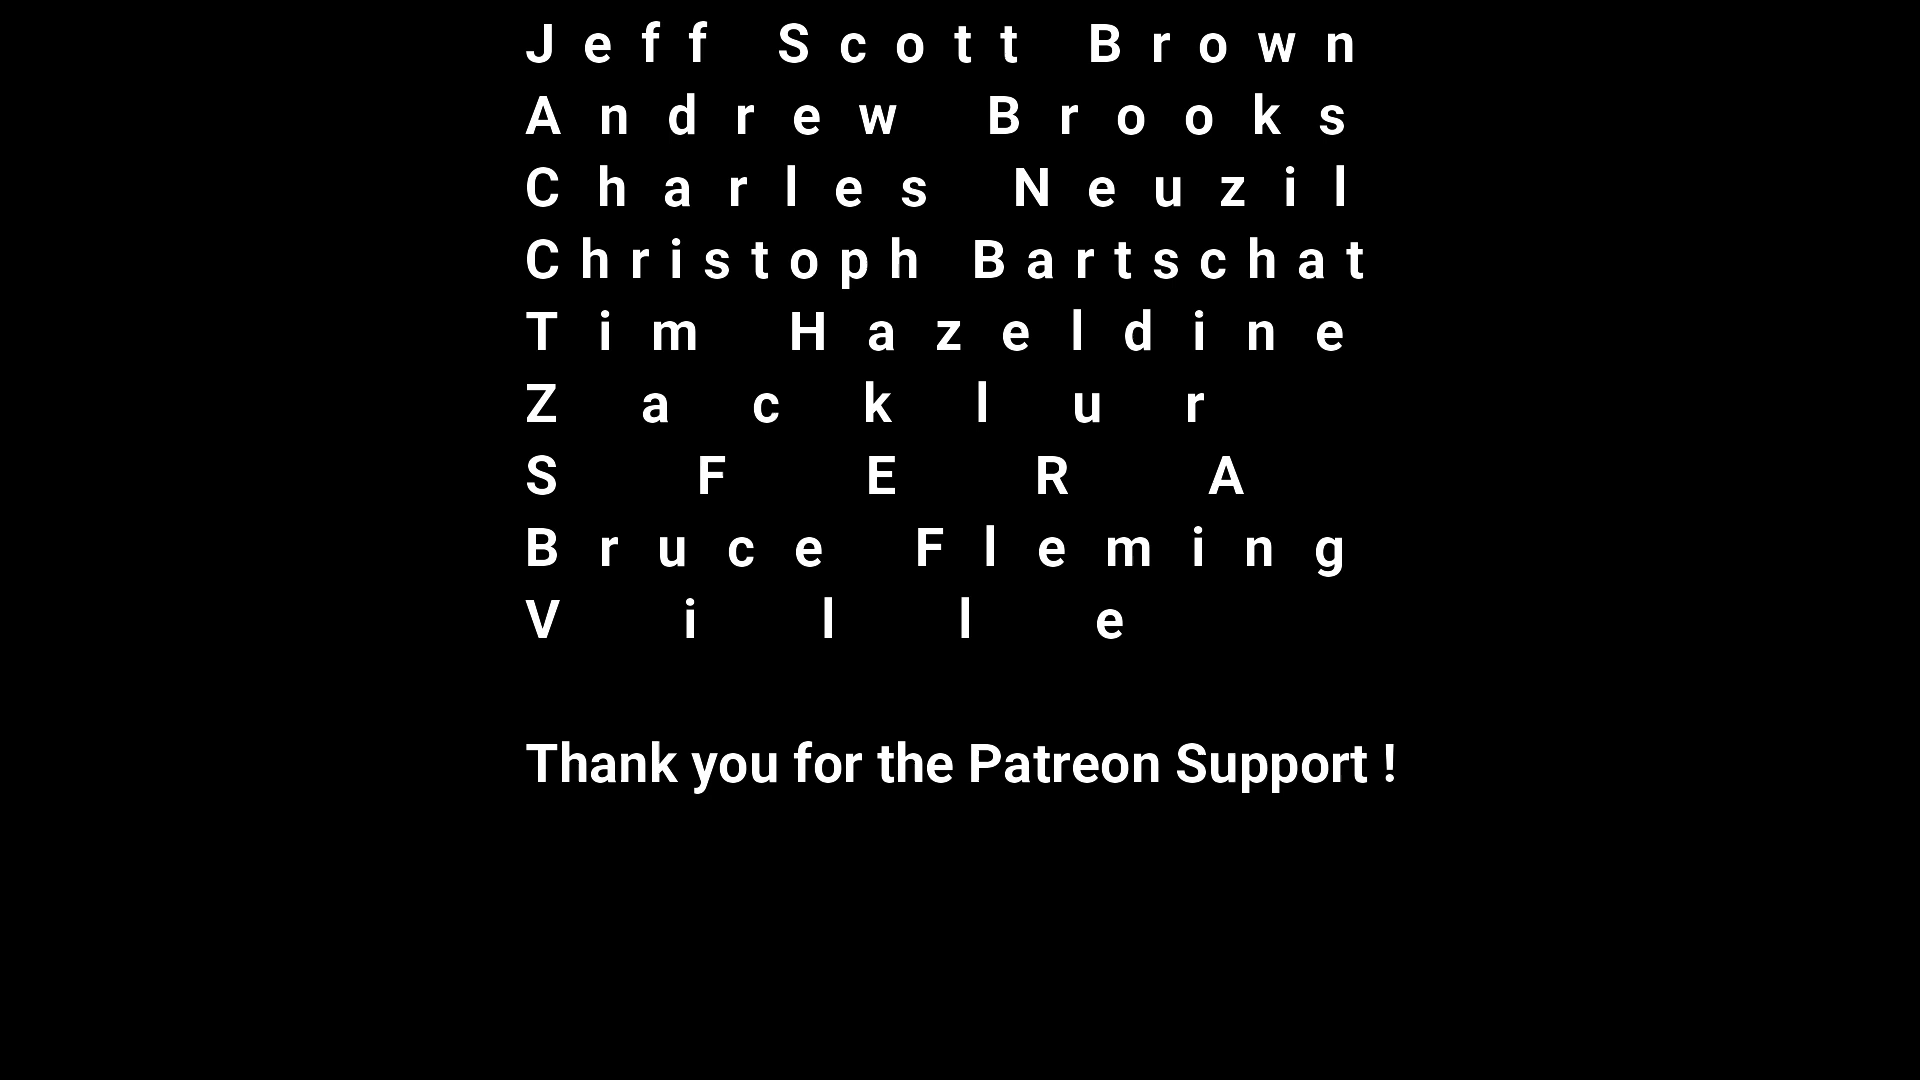 Jeff Scott Brown
Andrew Brooks
Charles Neuzil
Christoph Bartschat
Tim Hazeldine
Zacklur
SFERA
Bruce Fleming
Ville
Thank you for the Patreon Support !